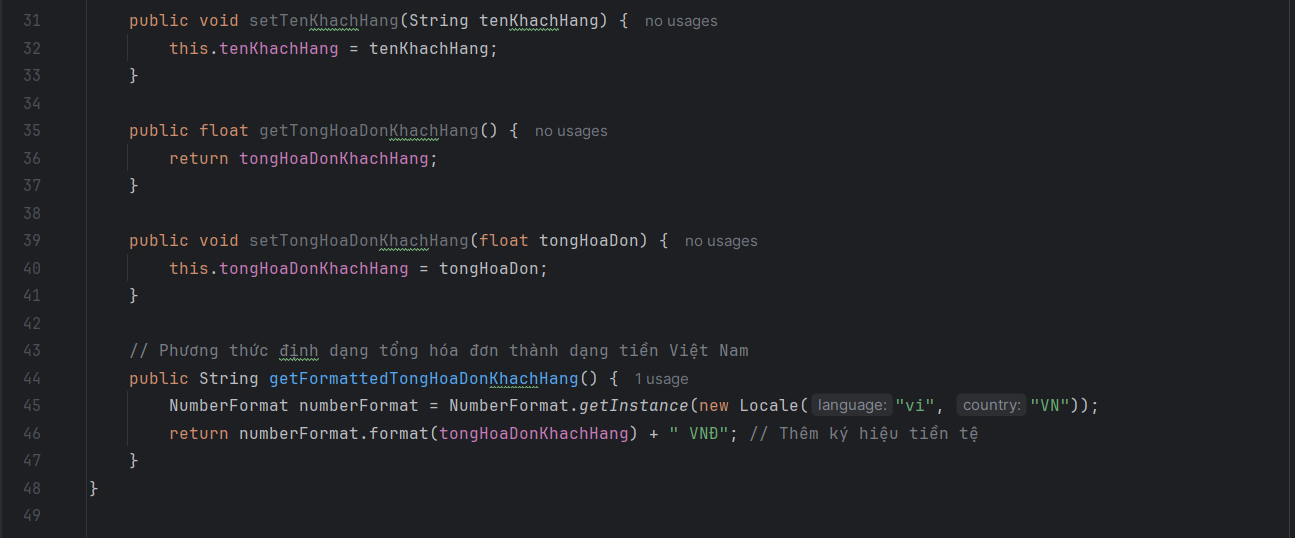 31 public void setTenKhachHang(String tenKhachHang) { no usages
32 this.tenKhachHang = tenKhachHang;
33 }
34
35 public float getTongHoaDonKhachHang() { no usages
36 return tongHoaDonKhachHang;
37 }
38
39 public void setTongHoaDonKhachHang(float tongHoaDon) { no usages
40 this.tongHoaDonKhachHang = tongHoaDon;
41 }
42
43 // Phương thức định dạng tổng hóa đơn thành dạng tiền Việt Nam
44 public String getFormattedTongHoaDonKhachHang() { 1 usage
45 NumberFormat numberFormat = NumberFormat.getInstance(new Locale( language: "vi", country: "VN"));
46 return numberFormat.format(tongHoaDonKhachHang) + " VNĐ"; // Thêm ký hiệu tiền tệ
47 }
48 }
49